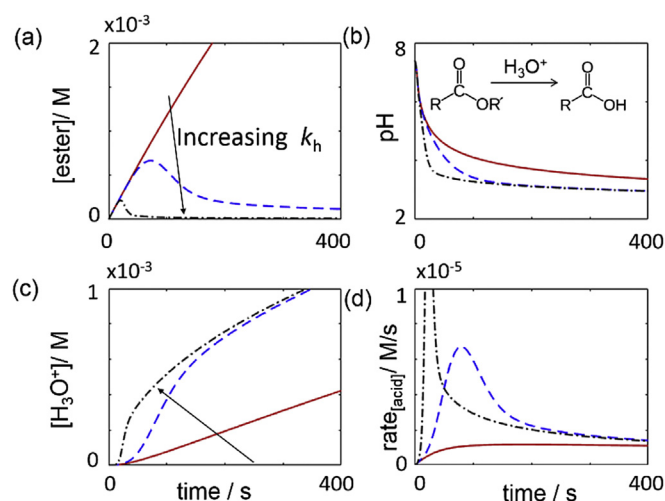 (a)
x10⁻³
2
[ester]/ M
Increasing kₕ
0
0
400
(b)
8
pH
2
0
400
O
R
OR′
H₃O⁺
O
R
OH
(c)
x10⁻³
1
[H₃O⁺]/ M
0
0
400
time / s
(d)
x10⁻⁵
1
rate[acid]/ M/s
0
0
400
time / s